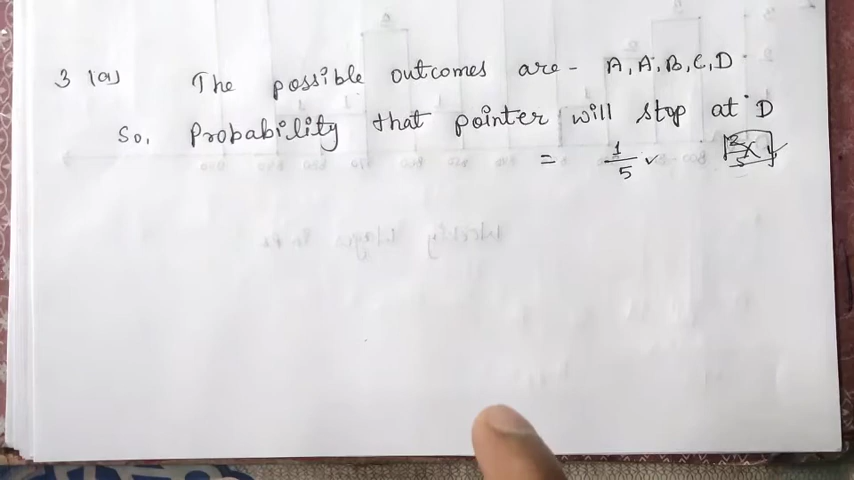 3 (a) The possible outcomes are - A, A, B, C, D
So, Probability that pointer will stop at D
= 1/5 ✓